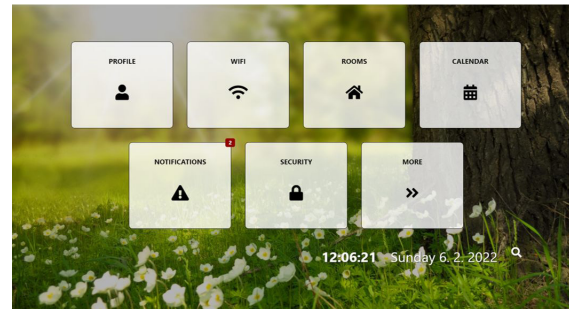 PROFILE
WIFI
ROOMS
CALENDAR
2
NOTIFICATIONS
SECURITY
MORE
12:06:21 Sunday 6. 2. 2022